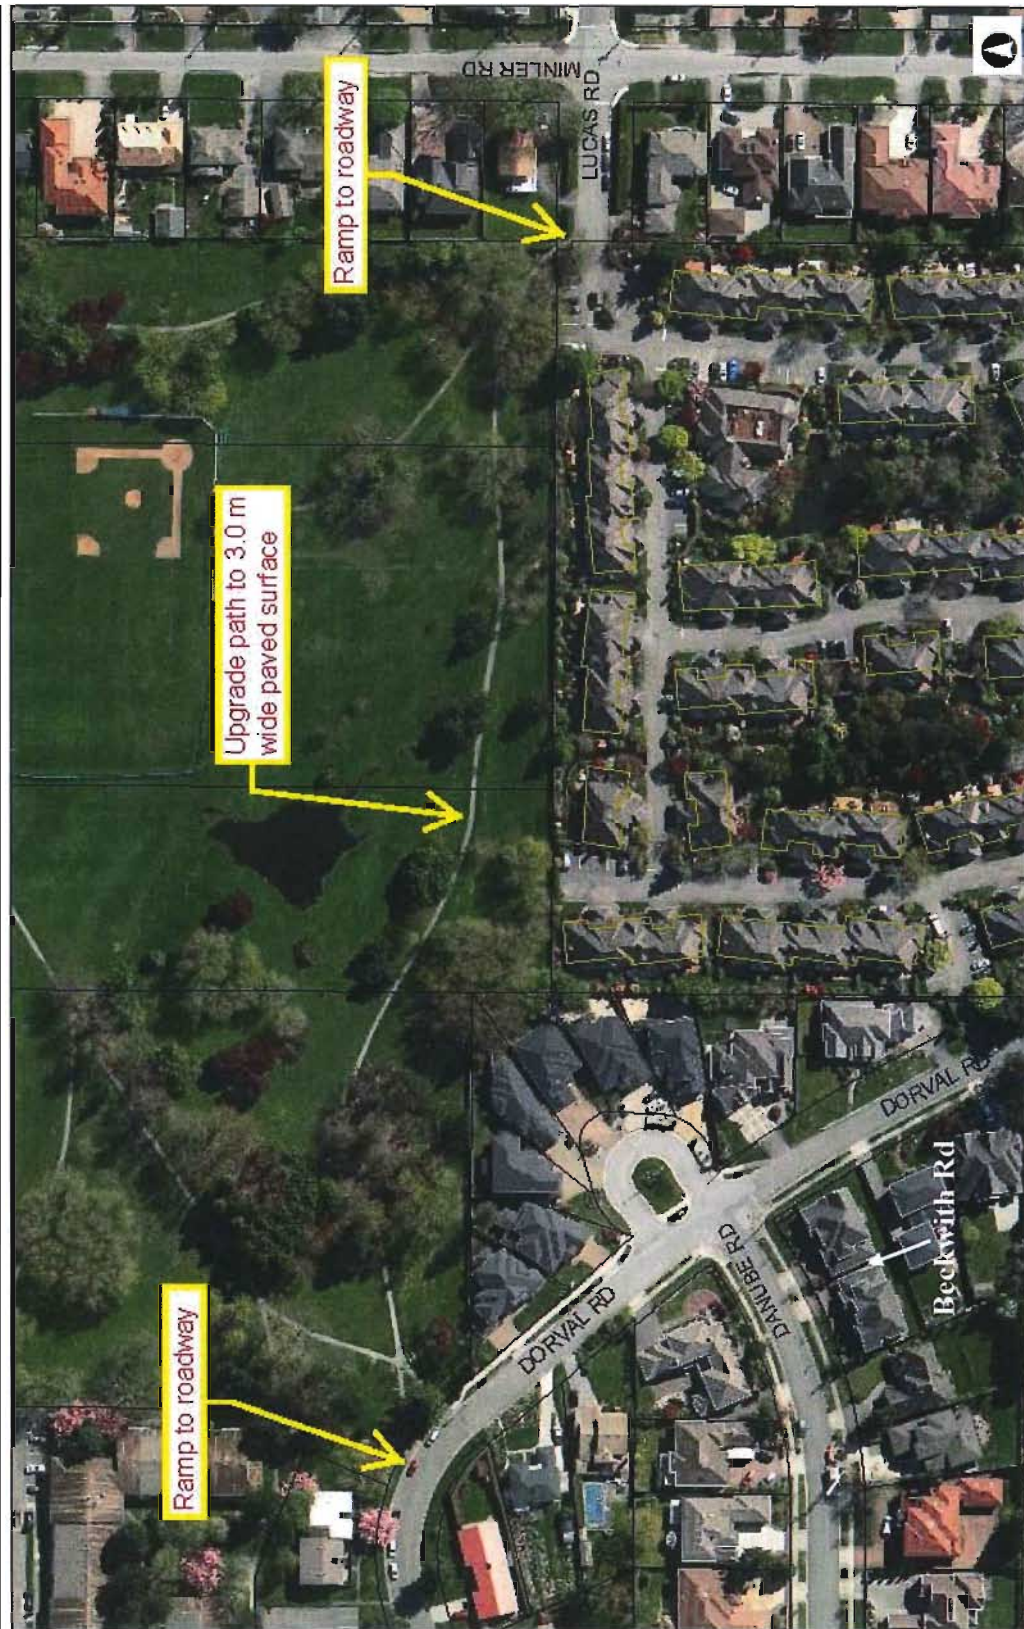 Ramp to roadway
Upgrade path to 3.0 m
wide paved surface
Ramp to roadway
MINLER RD
LUCAS RD
DORVAL RD
DANUBE RD
DORVAL RD
Beckwith Rd